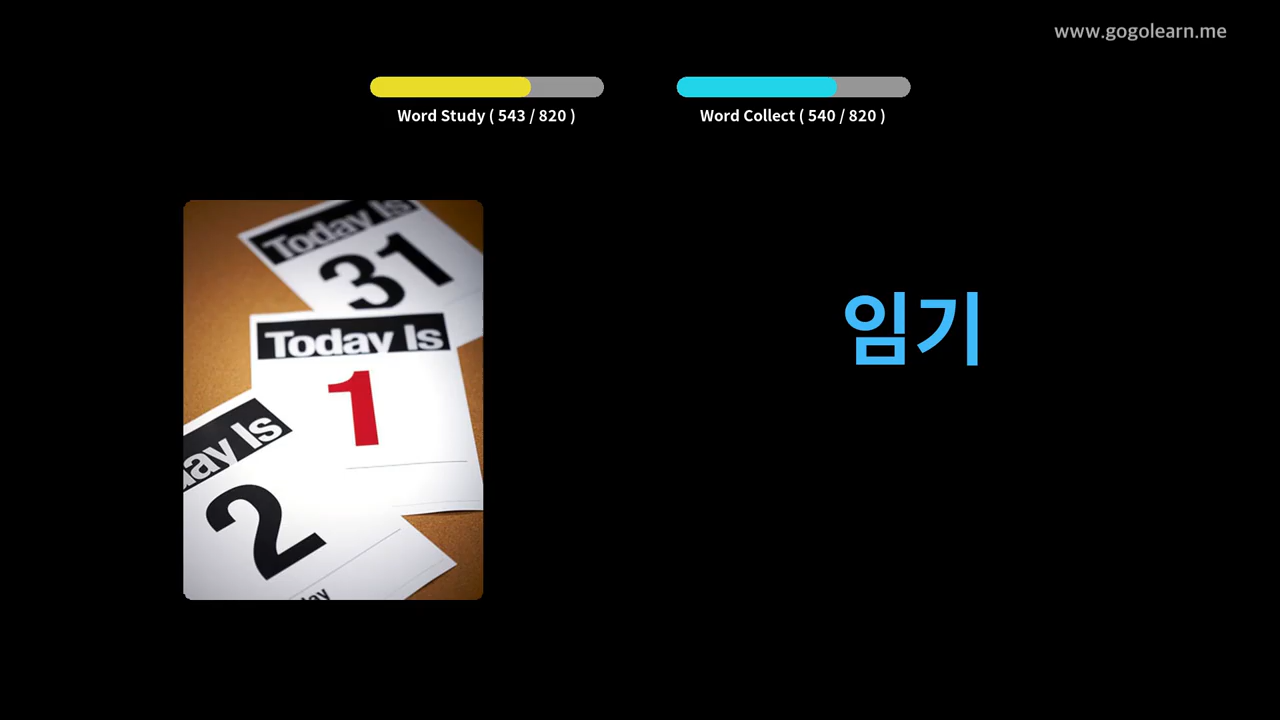 www.gogolearn.me
Word Study ( 543 / 820 )
Word Collect ( 540 / 820 )
Today Is
31
Today Is
1
ay Is
2
임기